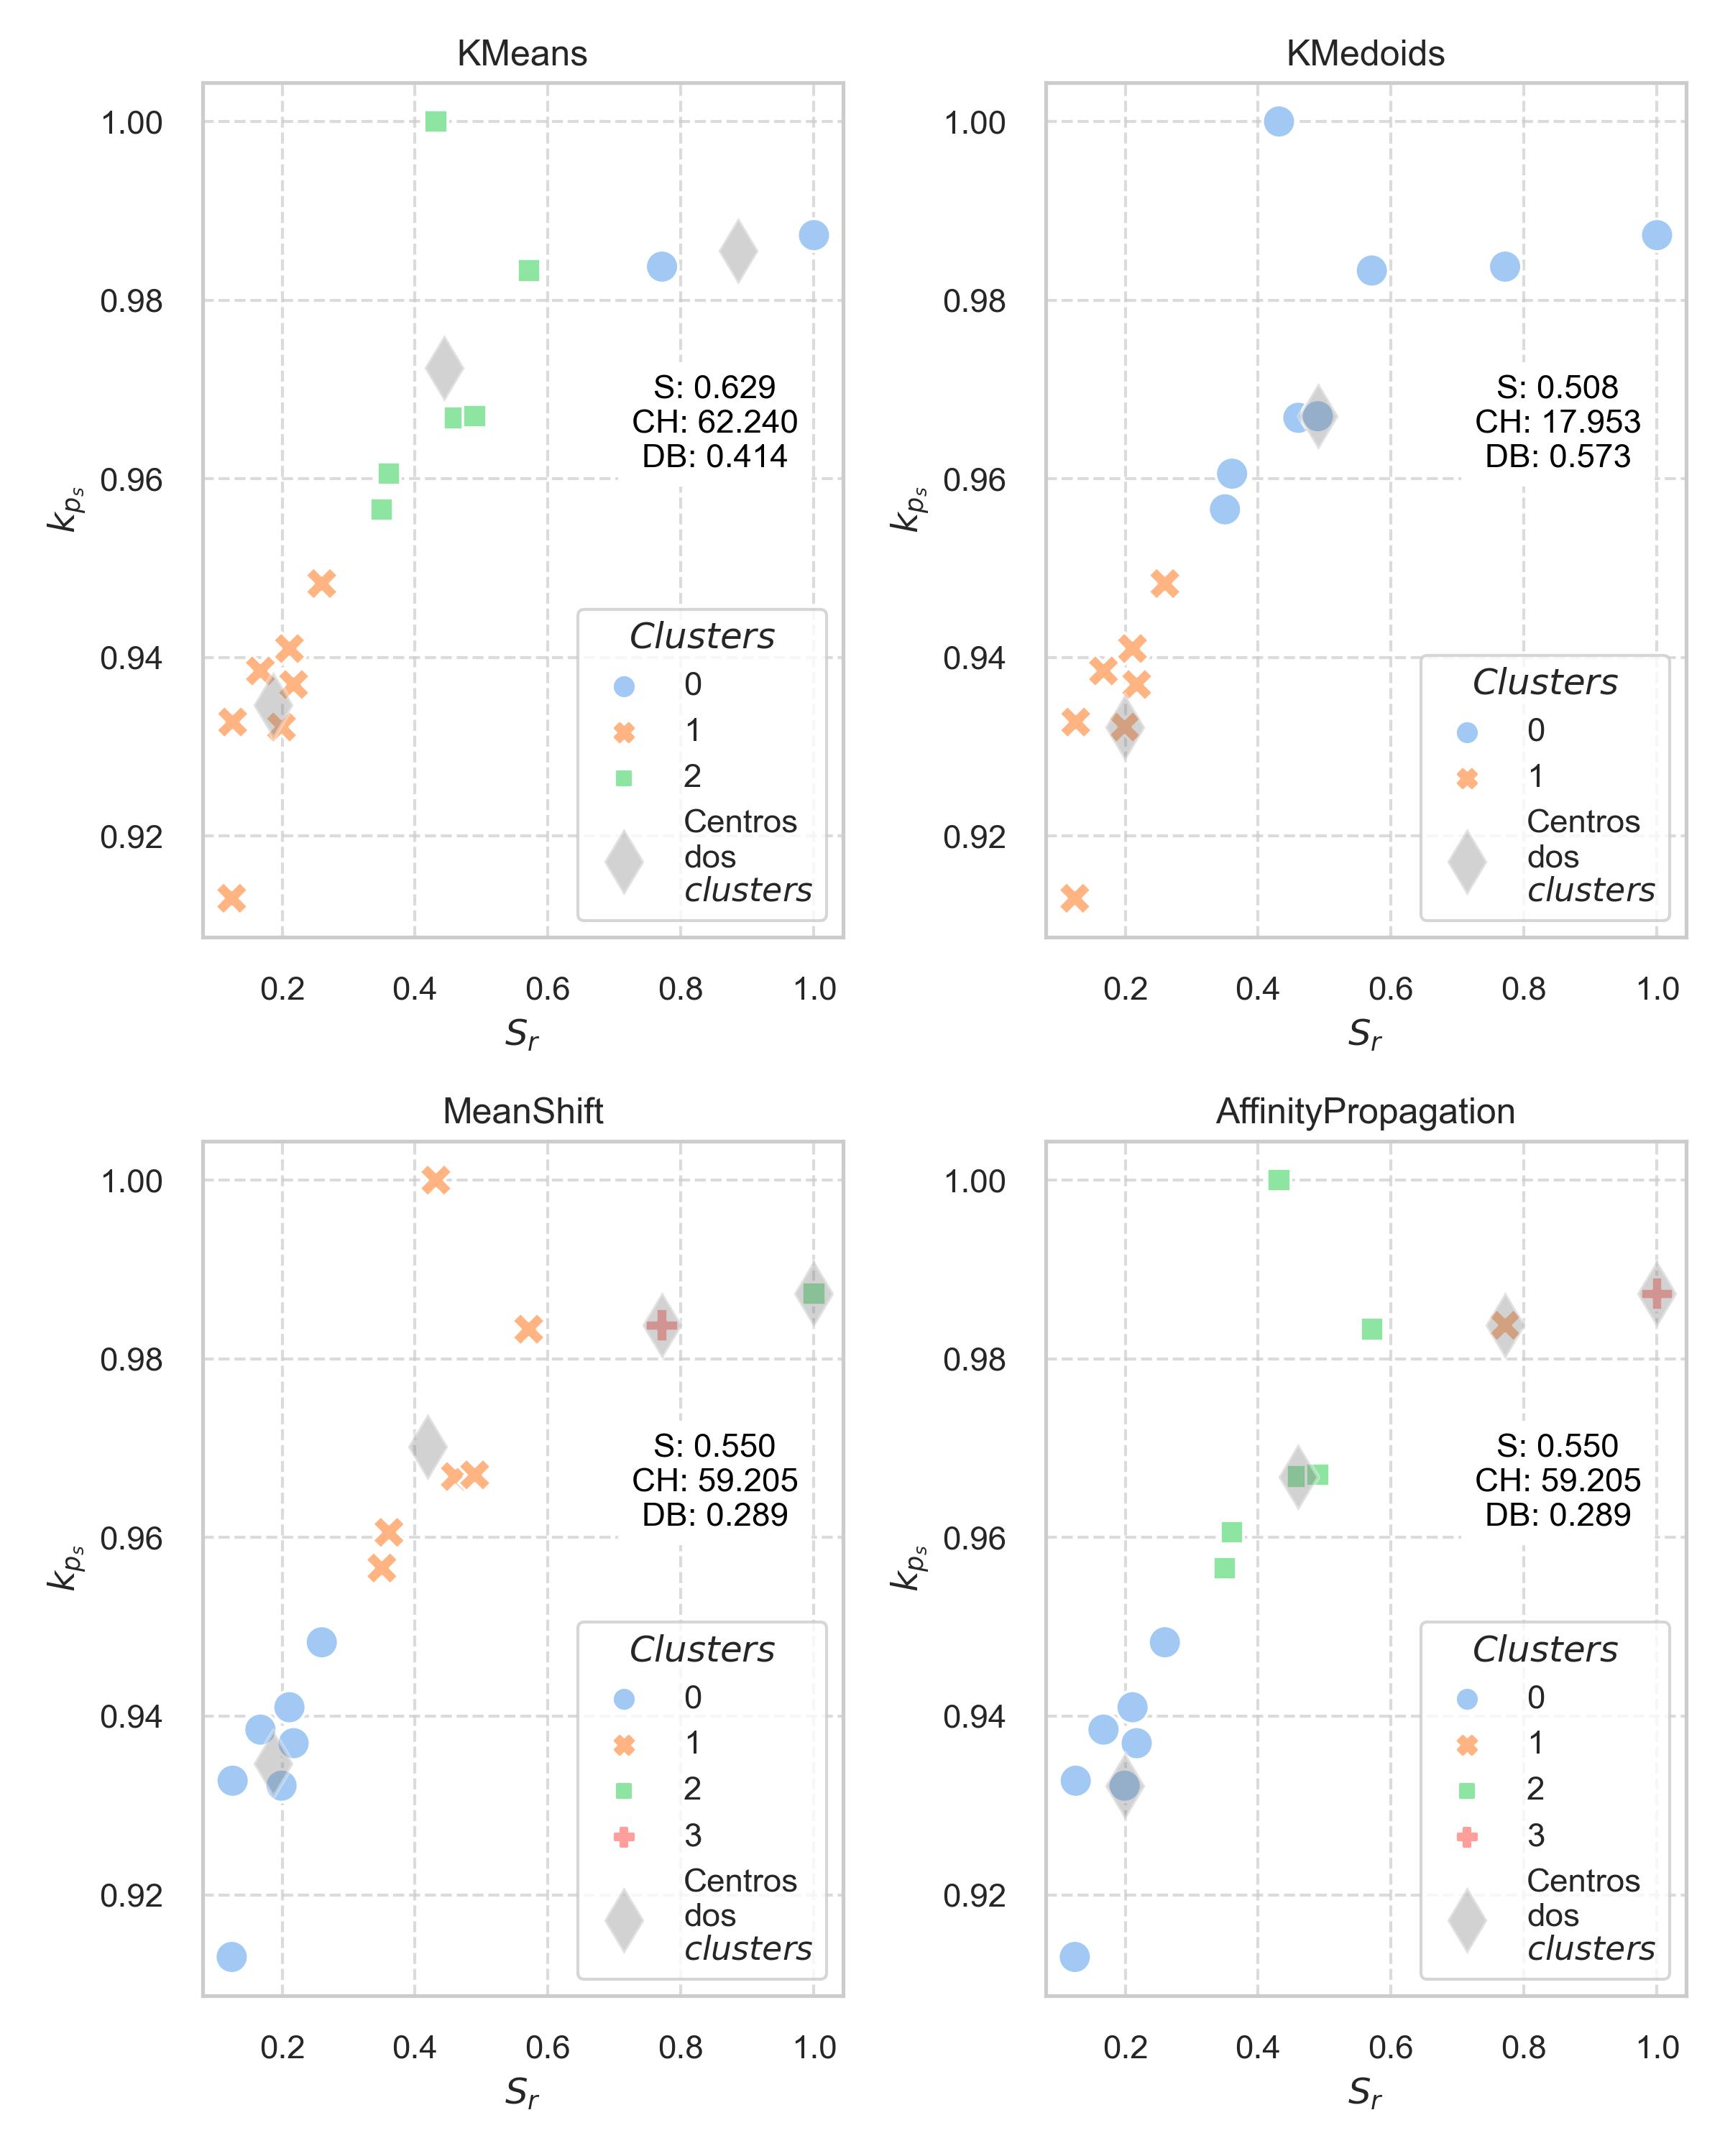 KMeans
1.00
0.98
0.96
0.94
0.92
k_{p_s}
S: 0.629
CH: 62.240
DB: 0.414
Clusters
0
1
2
Centros
dos
clusters
0.2 0.4 0.6 0.8 1.0
S_r
KMedoids
1.00
0.98
0.96
0.94
0.92
k_{p_s}
S: 0.508
CH: 17.953
DB: 0.573
Clusters
0
1
Centros
dos
clusters
0.2 0.4 0.6 0.8 1.0
S_r
MeanShift
1.00
0.98
0.96
0.94
0.92
k_{p_s}
S: 0.550
CH: 59.205
DB: 0.289
Clusters
0
1
2
3
Centros
dos
clusters
0.2 0.4 0.6 0.8 1.0
S_r
AffinityPropagation
1.00
0.98
0.96
0.94
0.92
k_{p_s}
S: 0.550
CH: 59.205
DB: 0.289
Clusters
0
1
2
3
Centros
dos
clusters
0.2 0.4 0.6 0.8 1.0
S_r